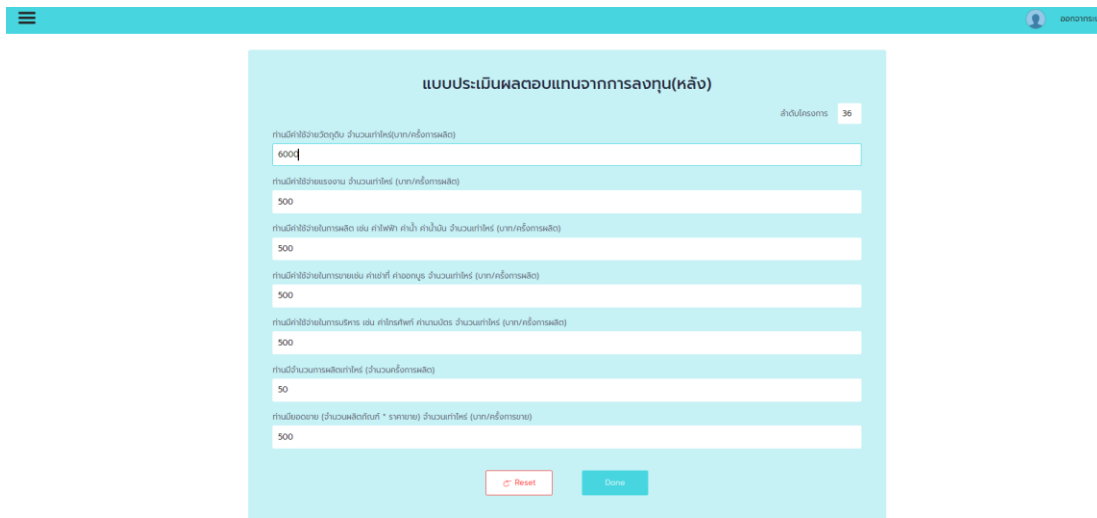 ออกจากระบ
แบบประเมินผลตอบแทนจากการลงทุน(หลัง)
ลำดับโครงการ 36
ท่านมีค่าใช้จ่ายวัตถุดิบ จำนวนเท่าไหร่(บาท/ครั้งการผลิต)
6000
ท่านมีค่าใช้จ่ายแรงงาน จำนวนเท่าไหร่ (บาท/ครั้งการผลิต)
500
ท่านมีค่าใช้จ่ายในการผลิต เช่น ค่าไฟฟ้า ค่าน้ำ ค่าน้ำมัน จำนวนเท่าไหร่ (บาท/ครั้งการผลิต)
500
ท่านมีค่าใช้จ่ายในการขายเช่น ค่าเช่าที่ ค่าออกบูธ จำนวนเท่าไหร่ (บาท/ครั้งการผลิต)
500
ท่านมีค่าใช้จ่ายในการบริหาร เช่น ค่าโทรศัพท์ ค่านามบัตร จำนวนเท่าไหร่ (บาท/ครั้งการผลิต)
500
ท่านมีจำนวนการผลิตเท่าไหร่ (จำนวนครั้งการผลิต)
50
ท่านมียอดขาย (จำนวนผลิตภัณฑ์ * ราคาขาย) จำนวนเท่าไหร่ (บาท/ครั้งการขาย)
500
Reset Done